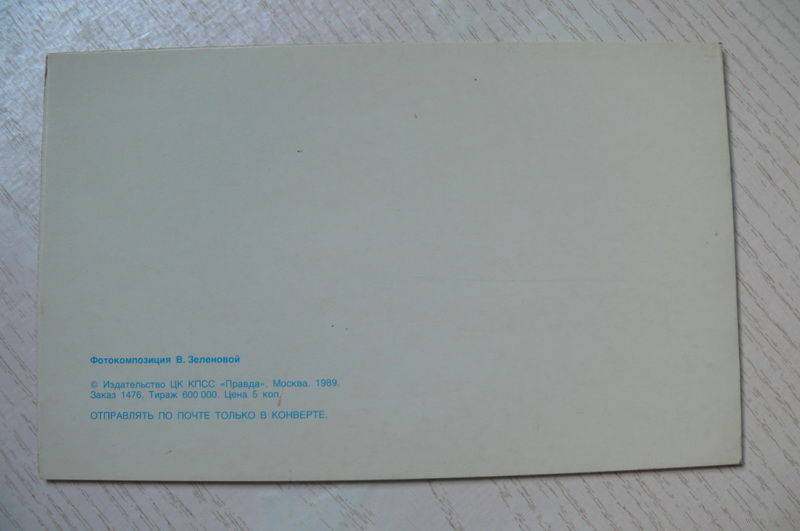 Фотокомпозиция В. Зеленовой
© Издательство ЦК КПСС «Правда». Москва. 1989.
Заказ 1476. Тираж 600 000. Цена 5 коп.
ОТПРАВЛЯТЬ ПО ПОЧТЕ ТОЛЬКО В КОНВЕРТЕ.